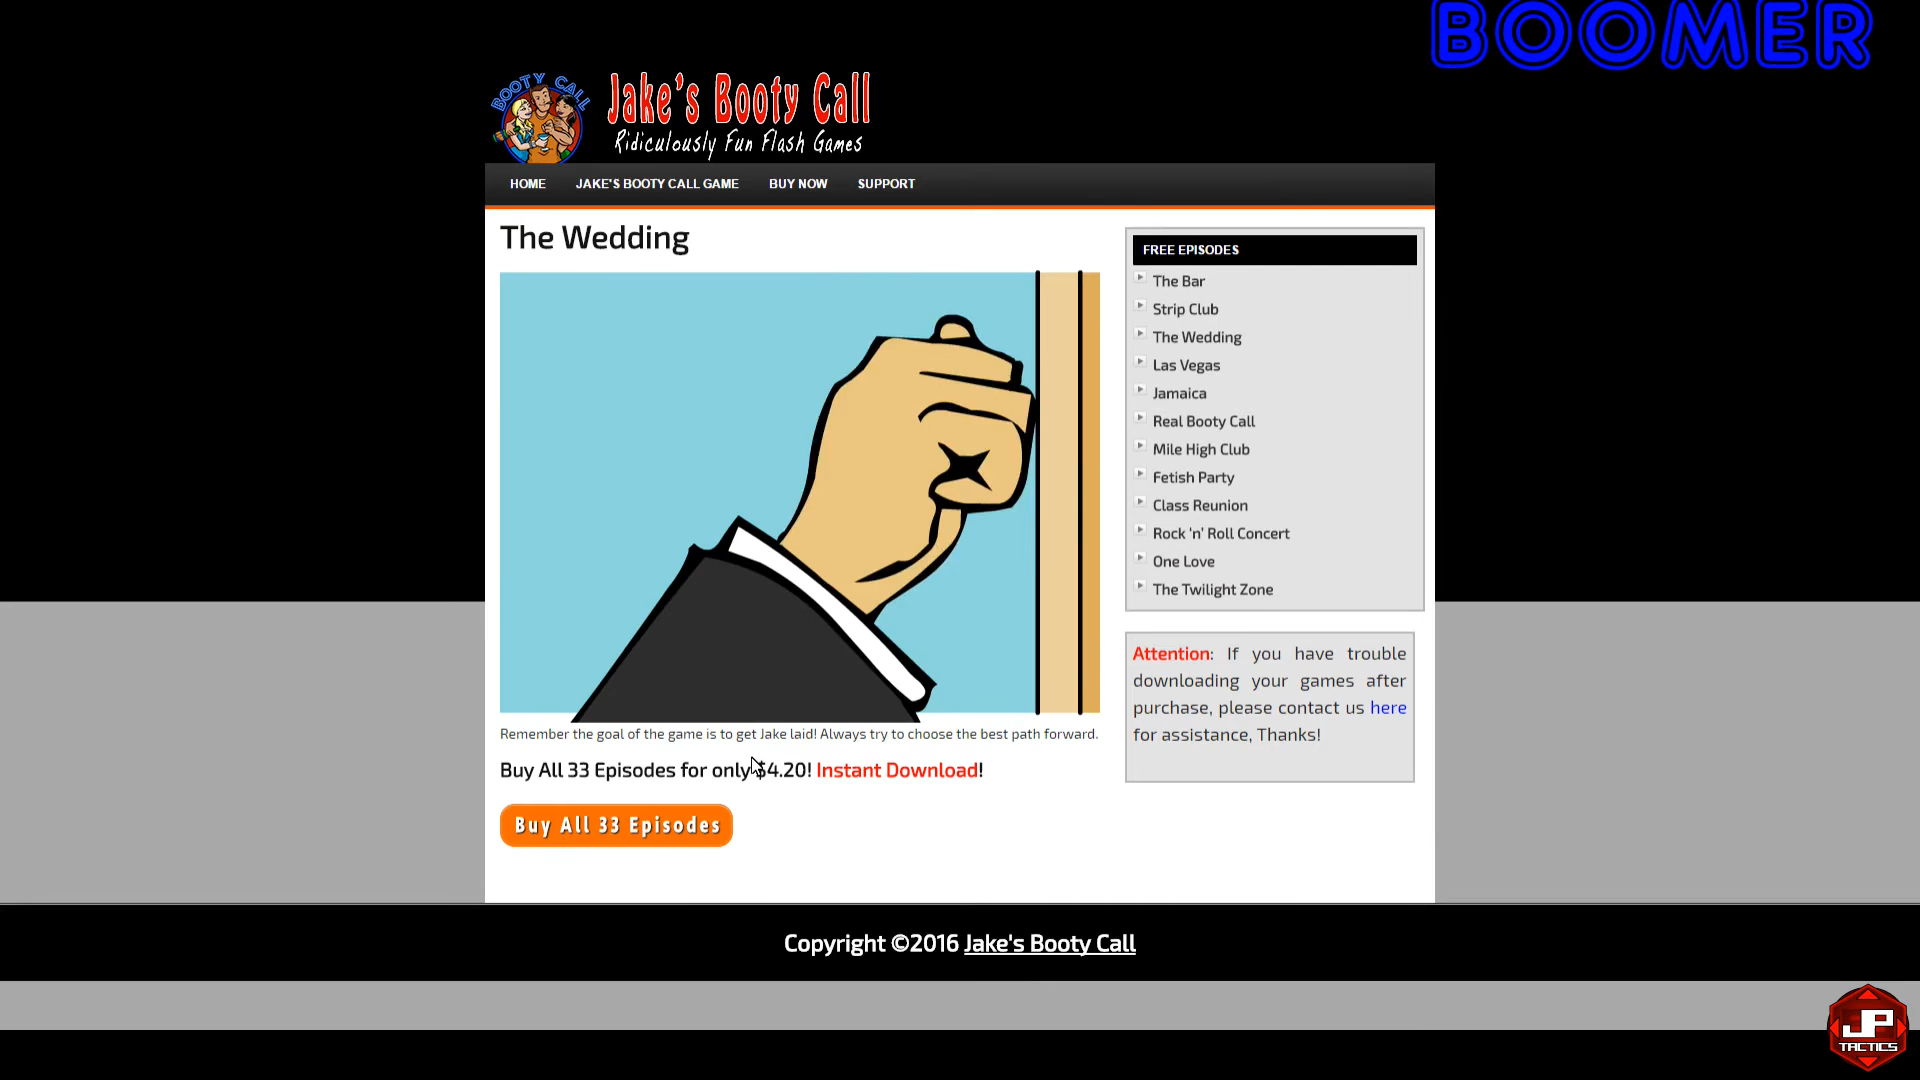 BOOMER
BOOTY CALL
Jake's Booty Call
Ridiculously Fun Flash Games
HOME JAKE'S BOOTY CALL GAME BUY NOW SUPPORT
The Wedding
Remember the goal of the game is to get Jake laid! Always try to choose the best path forward.
Buy All 33 Episodes for only $4.20! Instant Download!
Buy All 33 Episodes
FREE EPISODES
The Bar
Strip Club
The Wedding
Las Vegas
Jamaica
Real Booty Call
Mile High Club
Fetish Party
Class Reunion
Rock ‘n’ Roll Concert
One Love
The Twilight Zone
Attention: If you have trouble
downloading your games after
purchase, please contact us here
for assistance, Thanks!
Copyright ©2016 Jake's Booty Call
JP
TACTICS